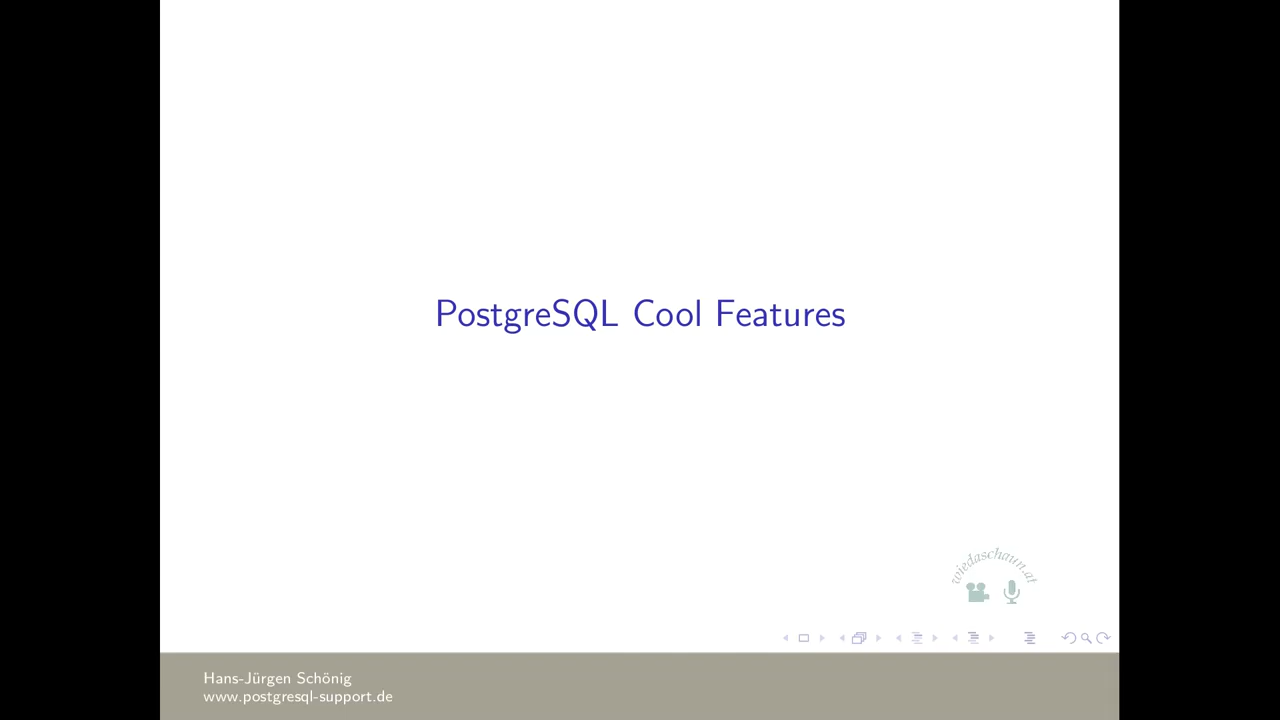 PostgreSQL Cool Features
wiedaschaun.at
Hans-Jürgen Schönig
www.postgresql-support.de